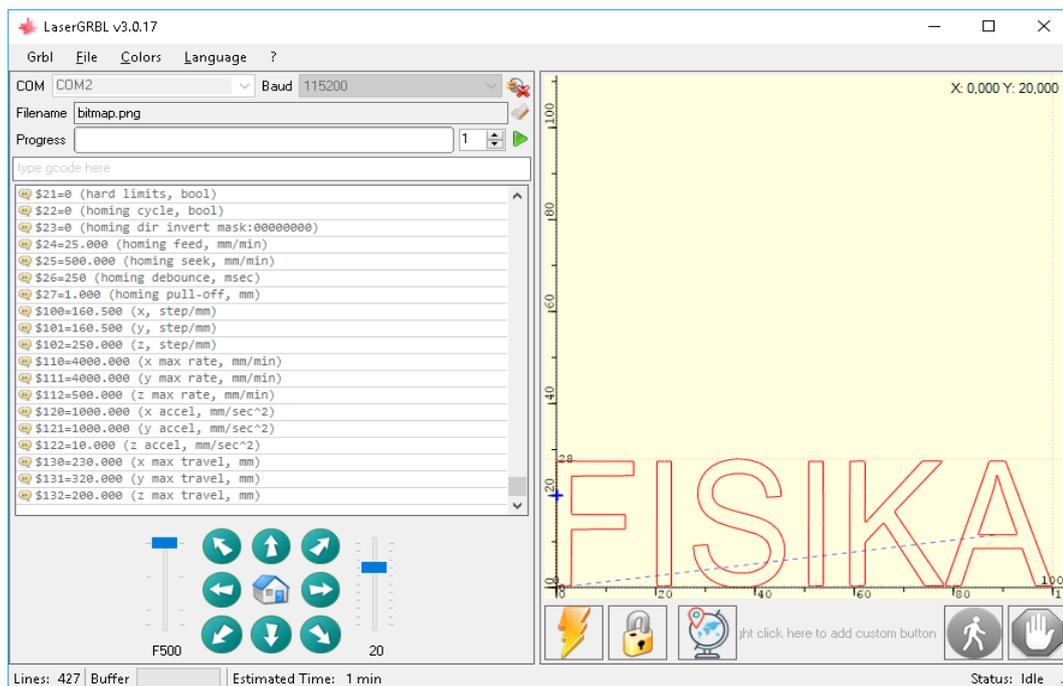 LaserGRBL v3.0.17
Grbl File Colors Language ?
COM COM2 Baud 115200
Filename bitmap.png
Progress 1
type gcode here
$21=0 (hard limits, bool)
$22=0 (homing cycle, bool)
$23=0 (homing dir invert mask:00000000)
$24=25.000 (homing feed, mm/min)
$25=500.000 (homing seek, mm/min)
$26=250 (homing debounce, msec)
$27=1.000 (homing pull-off, mm)
$100=160.500 (x, step/mm)
$101=160.500 (y, step/mm)
$102=250.000 (z, step/mm)
$110=4000.000 (x max rate, mm/min)
$111=4000.000 (y max rate, mm/min)
$112=500.000 (z max rate, mm/min)
$120=1000.000 (x accel, mm/sec^2)
$121=1000.000 (y accel, mm/sec^2)
$122=10.000 (z accel, mm/sec^2)
$130=230.000 (x max travel, mm)
$131=320.000 (y max travel, mm)
$132=200.000 (z max travel, mm)
F500 20
X: 0,000 Y: 20,000
100
80
60
40
28
20
FISIKA
0 100
0 20 40 60 80
ght click here to add custom button
Lines: 427 Buffer Estimated Time: 1 min Status: Idle